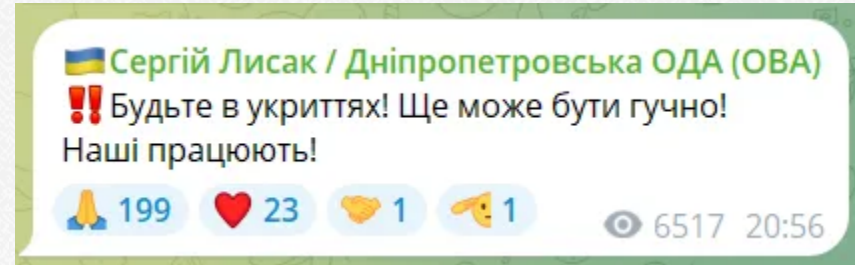 🇺🇦Сергій Лисак / Дніпропетровська ОДА (ОВА)
‼️Будьте в укриттях! Ще може бути гучно!
Наші працюють!
🙏 199 ❤️ 23 🤝 1 🫡 1 6517 20:56